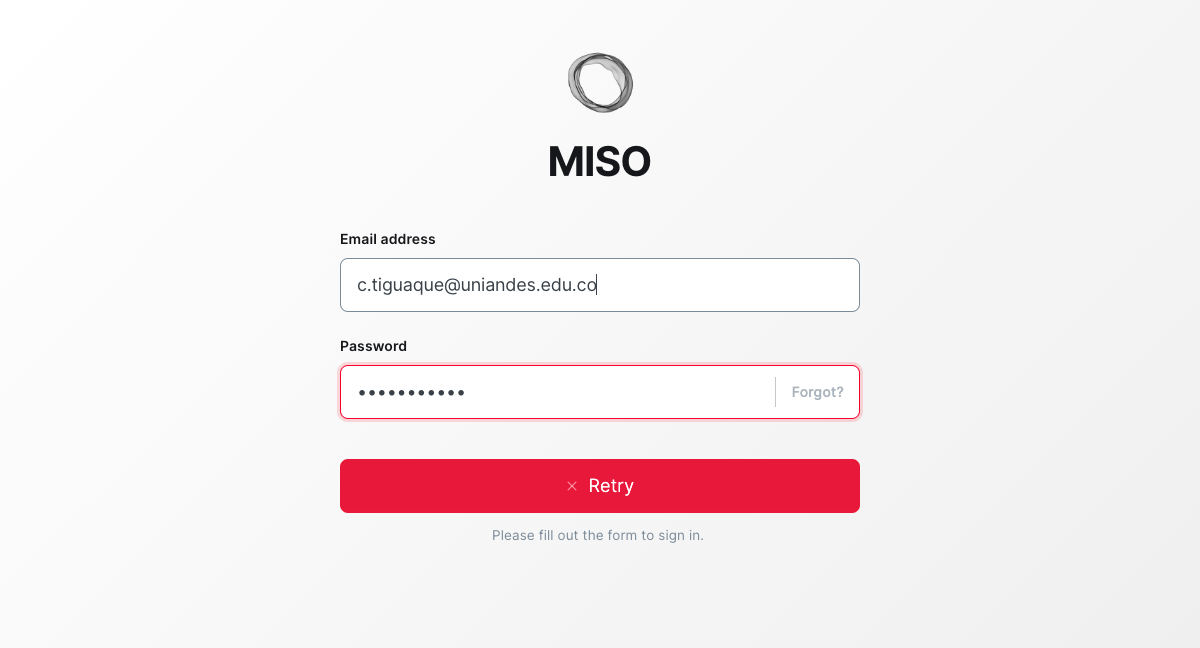 MISO
Email address
c.tiguaque@uniandes.edu.co
Password
•••••••••••
Forgot?
× Retry
Please fill out the form to sign in.